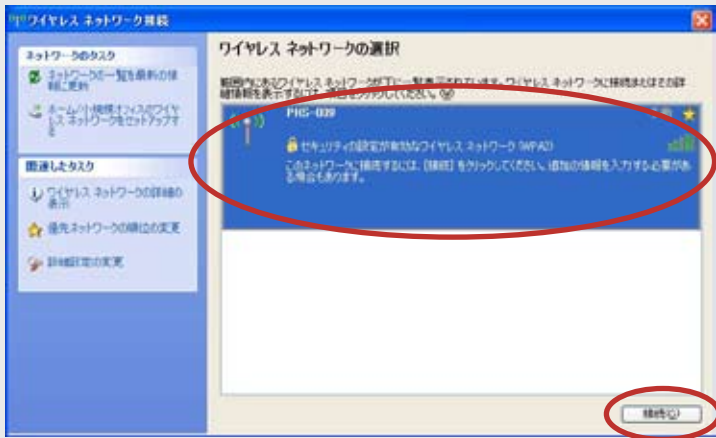 ワイヤレス ネットワーク接続
ネットワークのタスク
ネットワークの一覧を最新の情
報に更新
ホーム/小規模オフィスのワイヤ
レス ネットワークをセットアップす
る
関連したタスク
ワイヤレス ネットワークの詳細の
表示
優先ネットワークの順位の変更
詳細設定の変更
ワイヤレス ネットワークの選択
範囲内にあるワイヤレス ネットワークが下に一覧表示されています。ワイヤレス ネットワークに接続またはその詳
細情報を表示するには、項目をクリックしてください。(W)
PHS-039
セキュリティの設定が有効なワイヤレス ネットワーク (WPA2)
このネットワークに接続するには、[接続] をクリックしてください。追加の情報を入力する必要があ
る場合もあります。
接続(C)